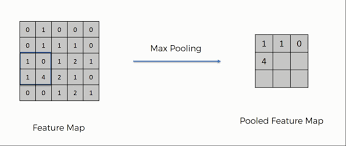 0 1 0 0 0
0 1 1 1 0
1 0 1 2 1
1 4 2 1 0
0 0 1 2 1
Max Pooling
1 1 0
4
Feature Map
Pooled Feature Map